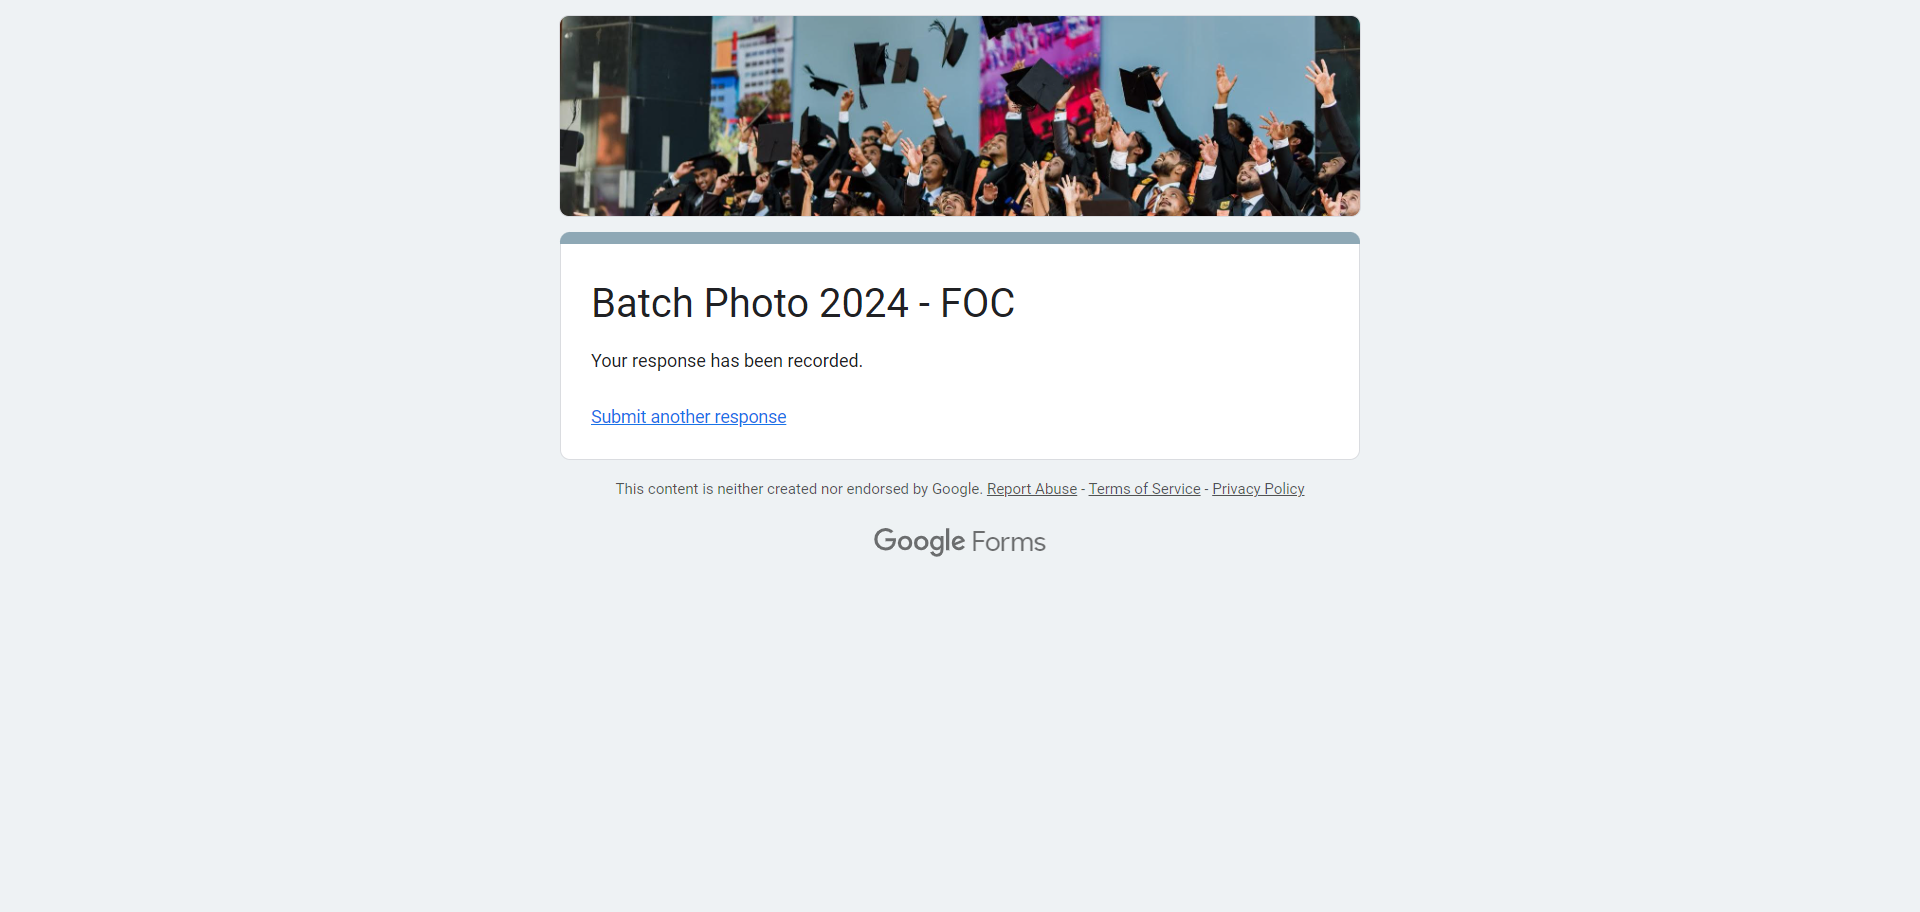 Batch Photo 2024 - FOC
Your response has been recorded.
Submit another response
This content is neither created nor endorsed by Google. Report Abuse - Terms of Service - Privacy Policy
Google Forms